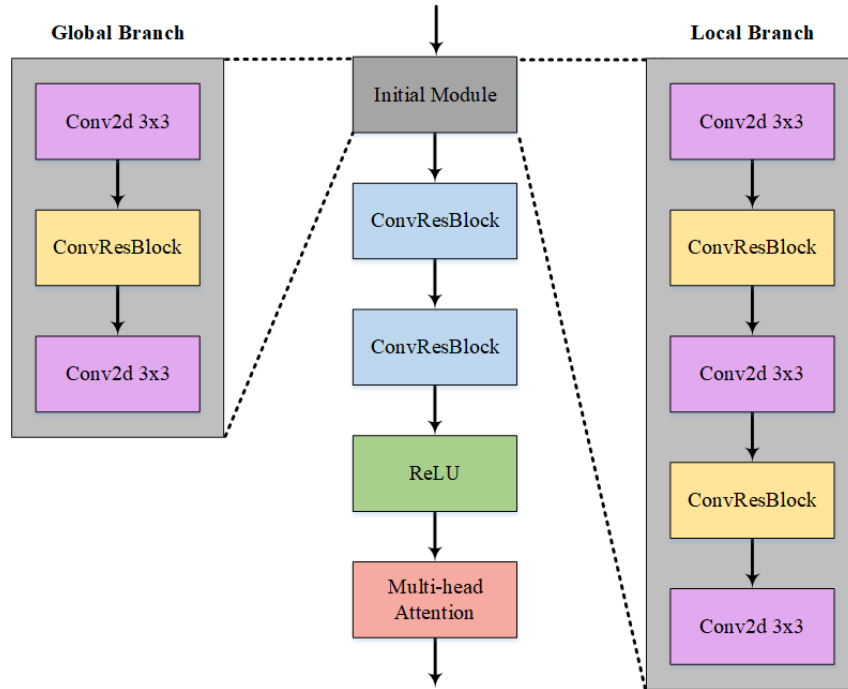 Global Branch
Conv2d 3x3
ConvResBlock
Conv2d 3x3
Initial Module
ConvResBlock
ConvResBlock
ReLU
Multi-head
Attention
Local Branch
Conv2d 3x3
ConvResBlock
Conv2d 3x3
ConvResBlock
Conv2d 3x3